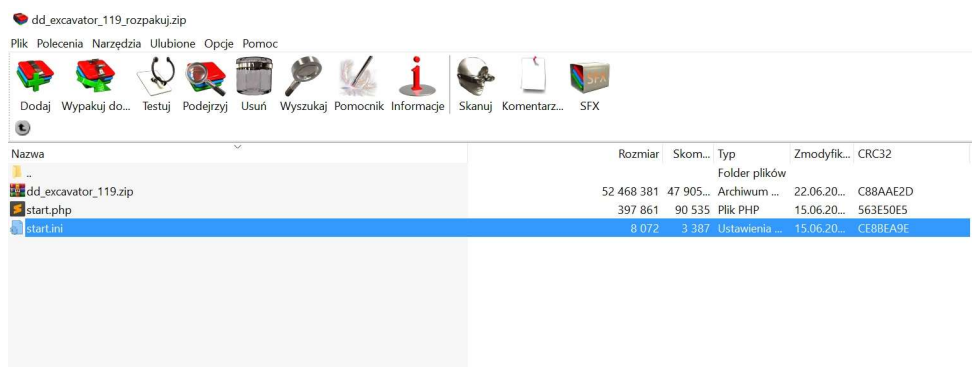 dd_excavator_119_rozpakuj.zip
Plik Polecenia Narzędzia Ulubione Opcje Pomoc
SFX
Dodaj Wypakuj do... Testuj Podejrzyj Usuń Wyszukaj Pomocnik Informacje Skanuj Komentarz... SFX
Nazwa Rozmiar Skom... Typ Zmodyfik... CRC32
.. Folder plików
dd_excavator_119.zip 52 468 381 47 905... Archiwum ... 22.06.20... C88AAE2D
start.php 397 861 90 535 Plik PHP 15.06.20... 563E50E5
start.ini 8 072 3 387 Ustawienia ... 15.06.20... CE8BEA9E